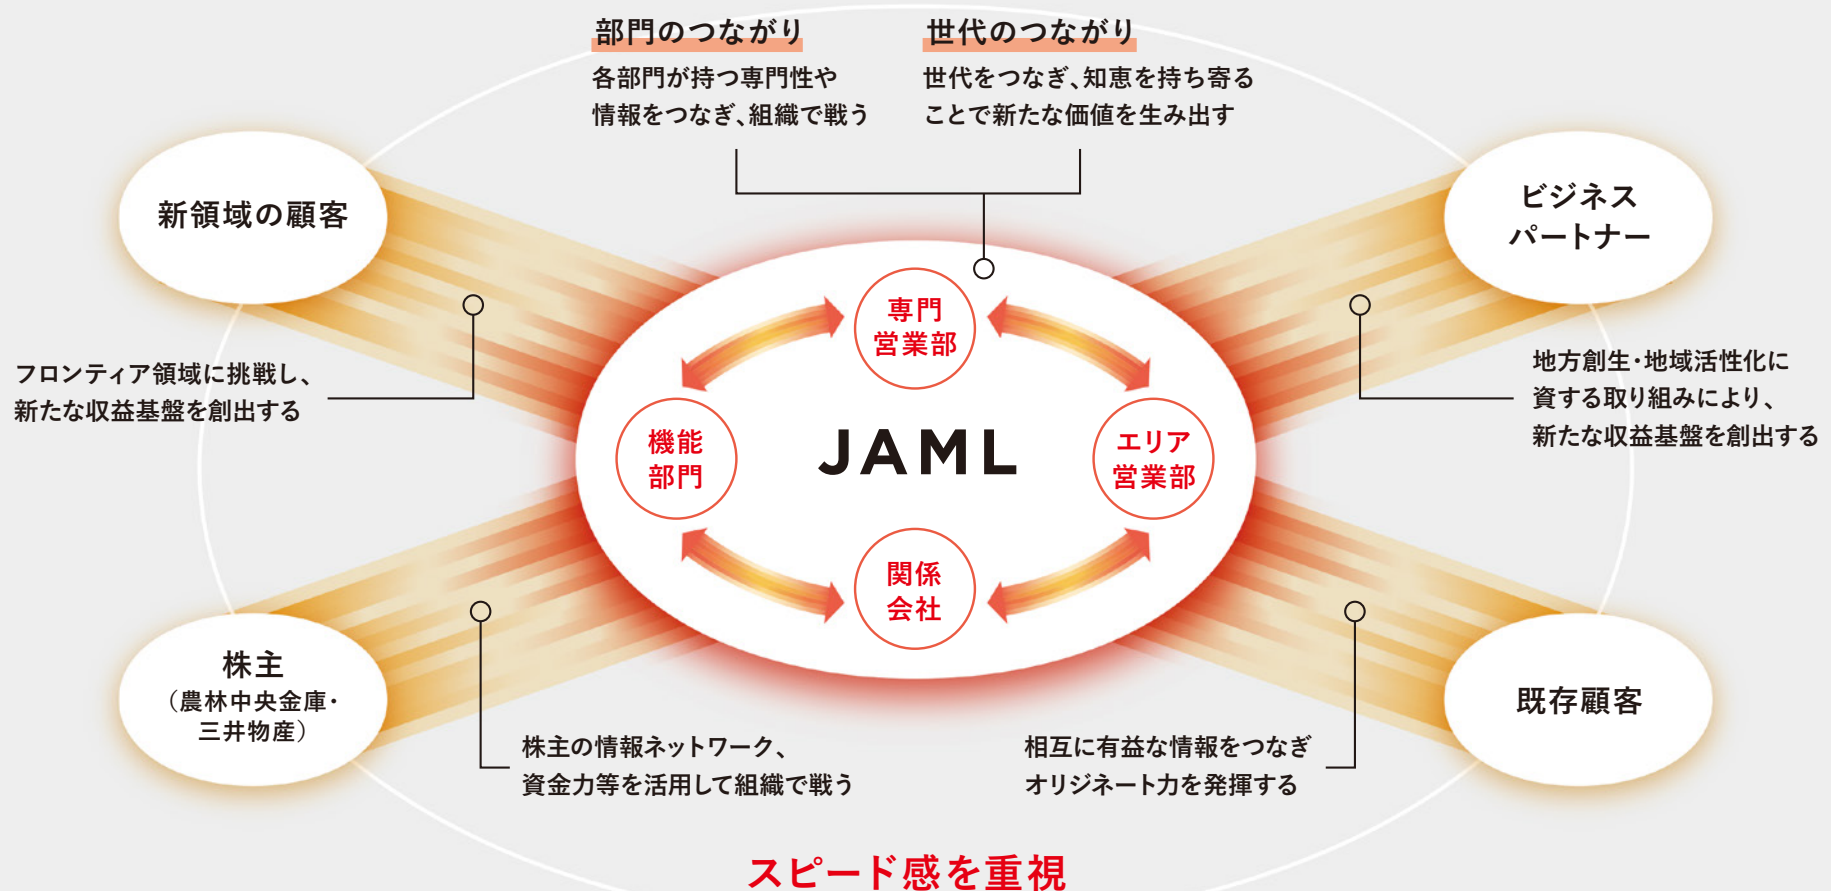 部門のつながり
各部門が持つ専門性や
情報をつなぎ、組織で戦う
世代のつながり
世代をつなぎ、知恵を持ち寄る
ことで新たな価値を生み出す
新領域の顧客
ビジネス
パートナー
フロンティア領域に挑戦し、
新たな収益基盤を創出する
地方創生・地域活性化に
資する取り組みにより、
新たな収益基盤を創出する
専門
営業部
機能
部門
JAML
エリア
営業部
関係
会社
株主
（農林中央金庫・
三井物産）
既存顧客
株主の情報ネットワーク、
資金力等を活用して組織で戦う
相互に有益な情報をつなぎ
オリジネート力を発揮する
スピード感を重視